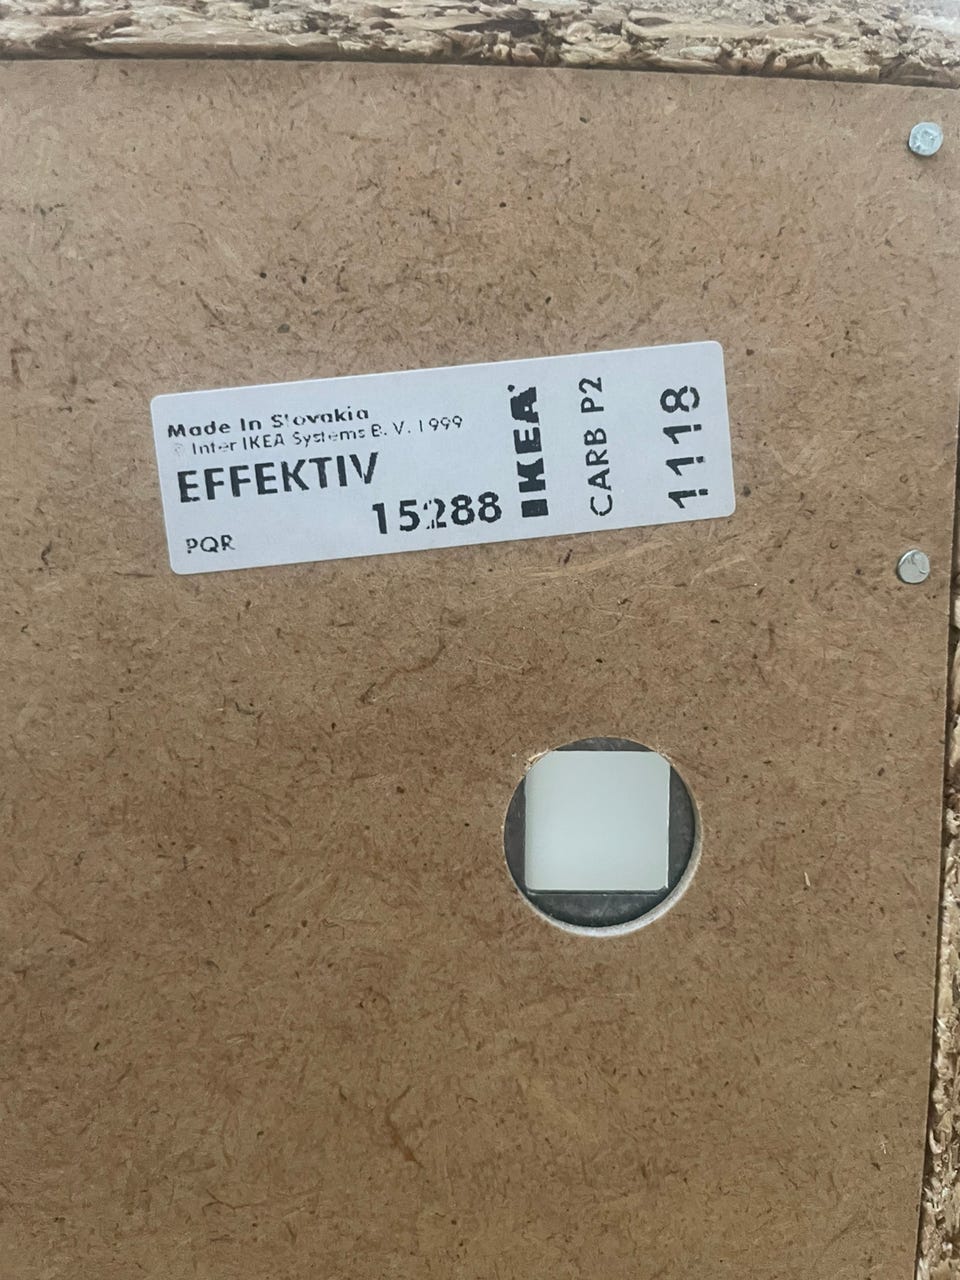 Made In Slovakia
© Inter IKEA Systems B. V. 1999
EFFEKTIV
15288
PQR
IKEA
CARB P2
1118